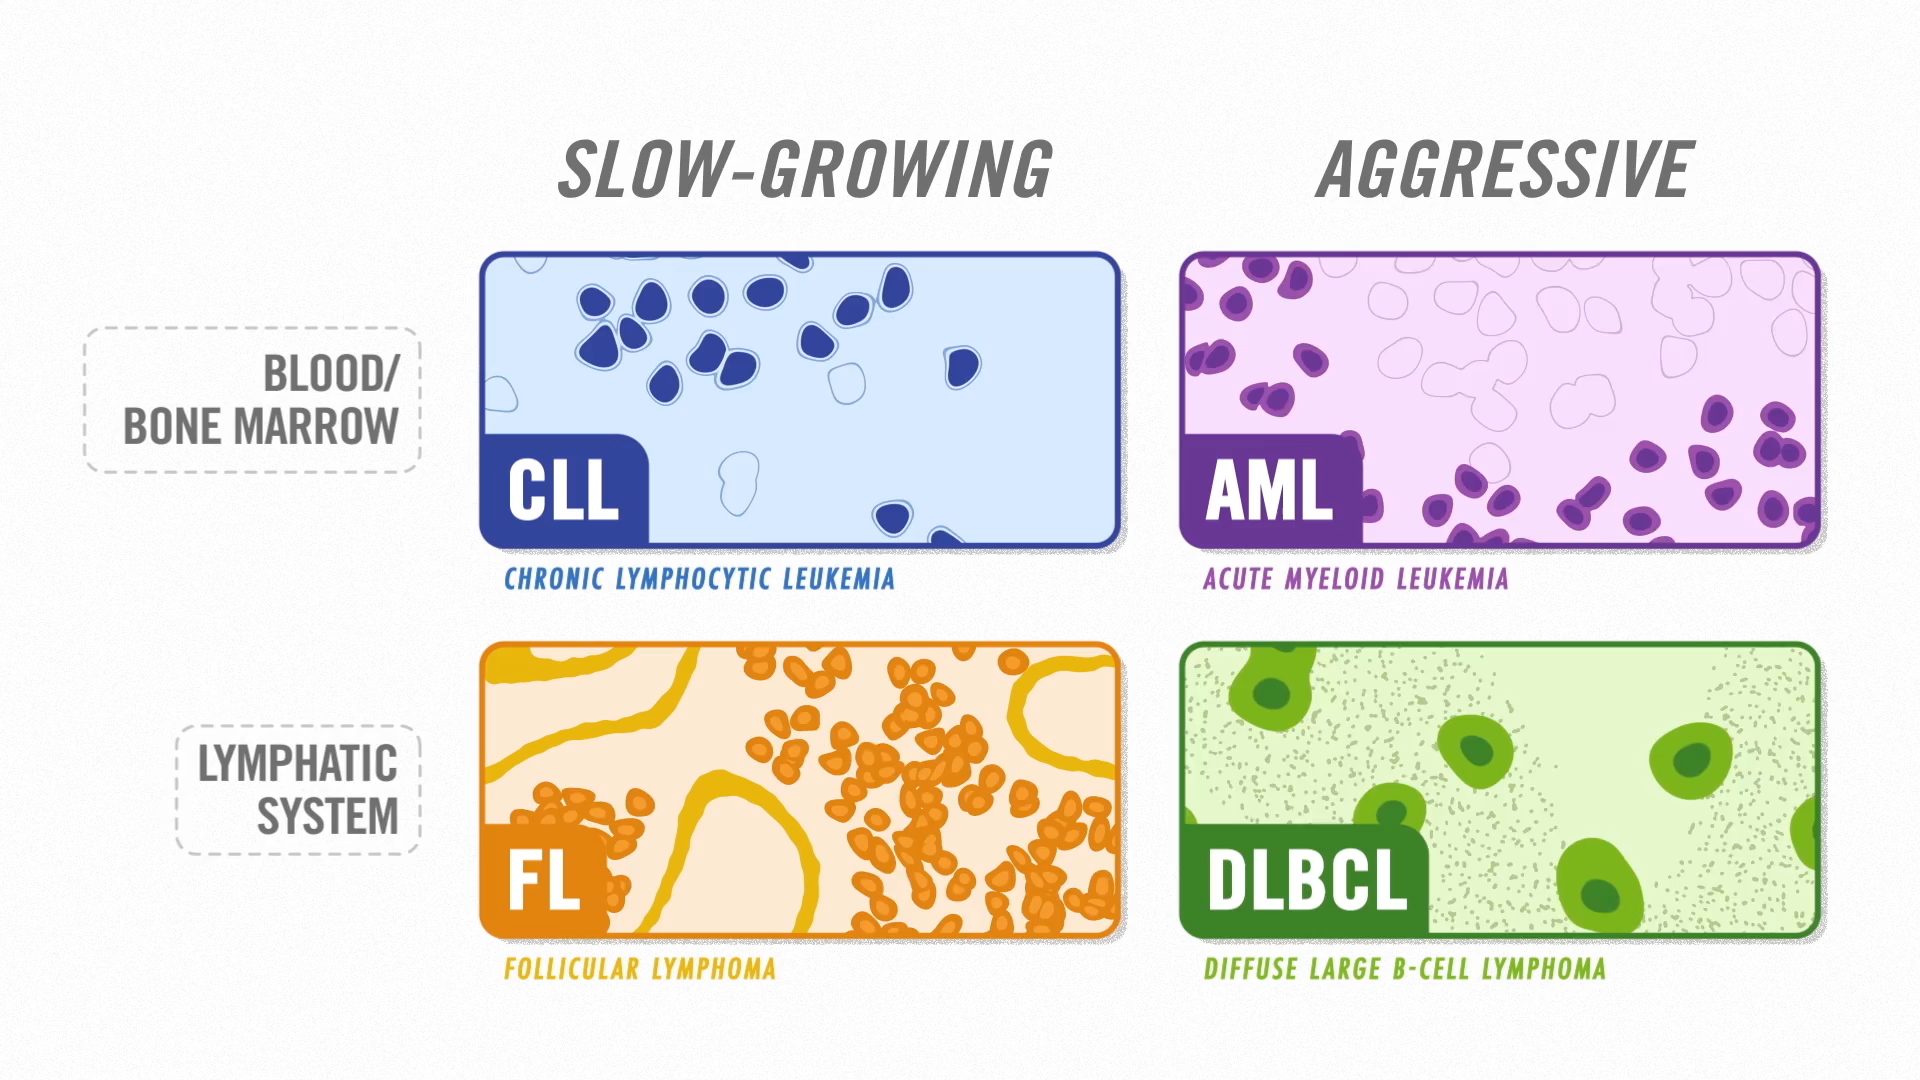 SLOW-GROWING
AGGRESSIVE
BLOOD/
BONE MARROW
CLL
CHRONIC LYMPHOCYTIC LEUKEMIA
AML
ACUTE MYELOID LEUKEMIA
LYMPHATIC
SYSTEM
FL
FOLLICULAR LYMPHOMA
DLBCL
DIFFUSE LARGE B-CELL LYMPHOMA